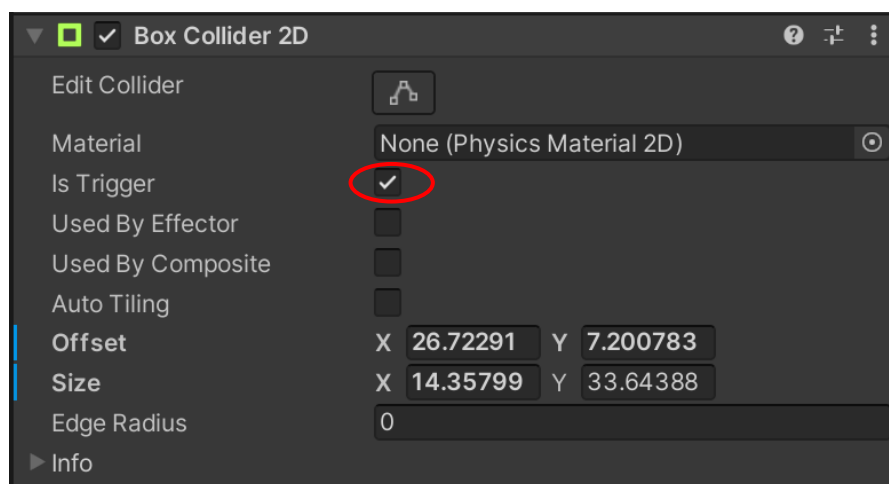 Box Collider 2D
Edit Collider
Material None (Physics Material 2D)
Is Trigger
Used By Effector
Used By Composite
Auto Tiling
Offset X 26.72291 Y 7.200783
Size X 14.35799 Y 33.64388
Edge Radius 0
Info